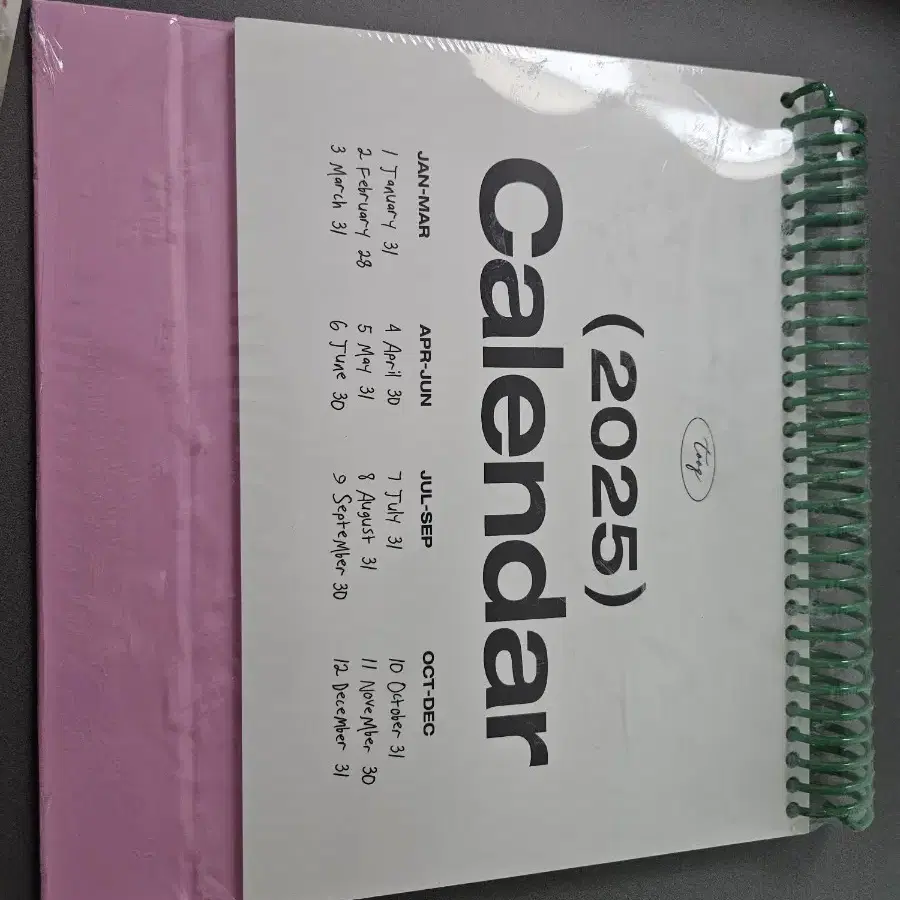 tong
(2025)
Calendar
JAN-MAR
1 January 31
2 February 28
3 March 31
APR-JUN
4 April 30
5 May 31
6 June 30
JUL-SEP
7 July 31
8 August 31
9 September 30
OCT-DEC
10 October 31
11 November 30
12 December 31